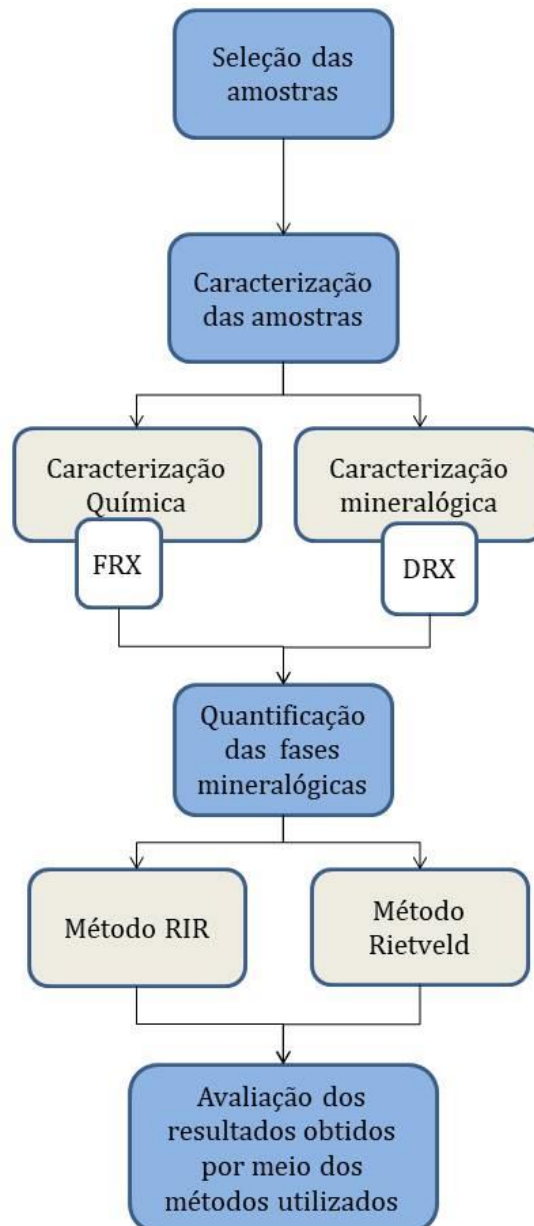 Seleção das
amostras
Caracterização
das amostras
Caracterização
Química
FRX
Caracterização
mineralógica
DRX
Quantificação
das fases
mineralógicas
Método RIR
Método
Rietveld
Avaliação dos
resultados obtidos
por meio dos
métodos utilizados